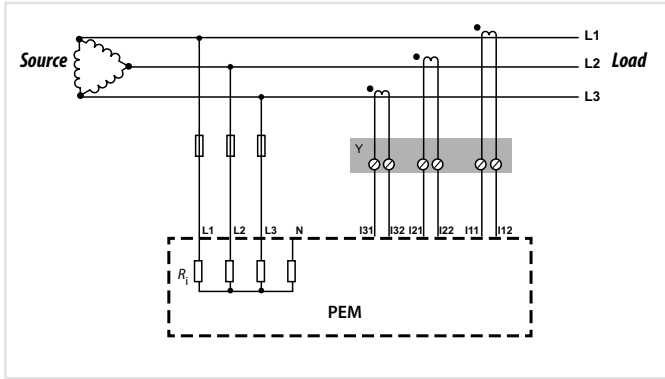 L1
Source
L2 Load
L3
Y
L1 L2 L3 N I31 I32 I21 I22 I11 I12
Ri
PEM